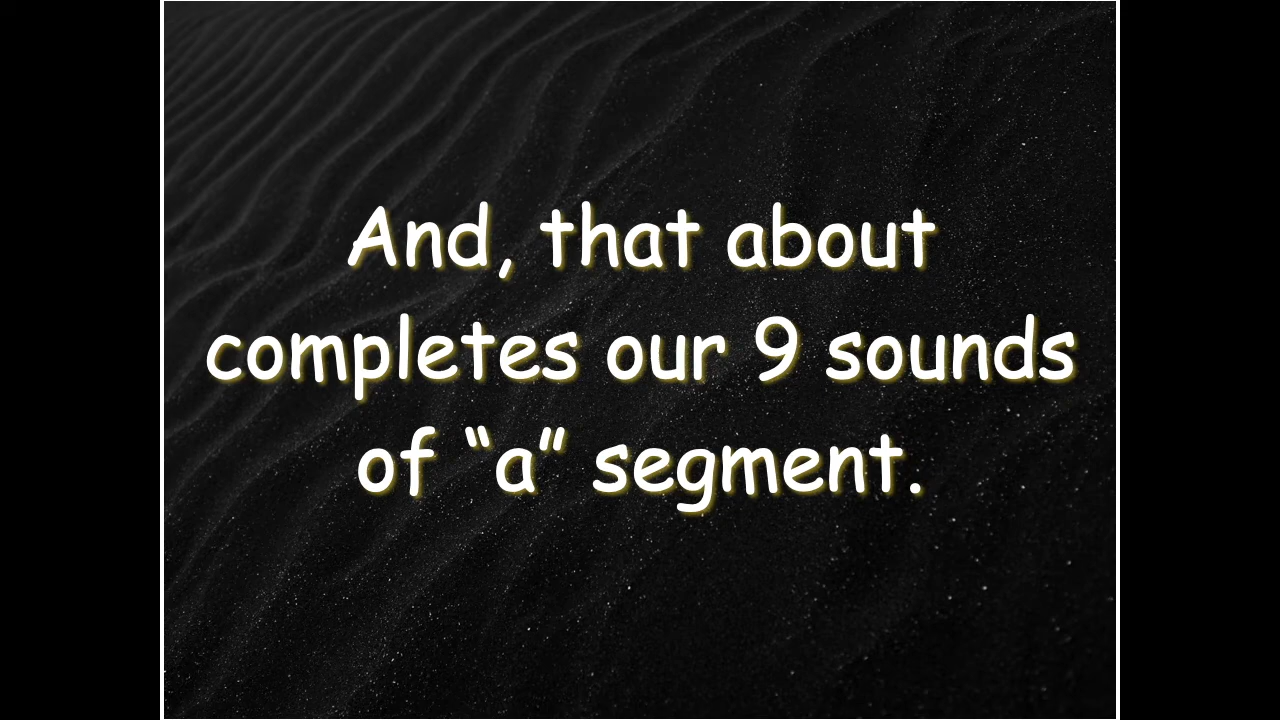 And, that about
completes our 9 sounds
of “a” segment.